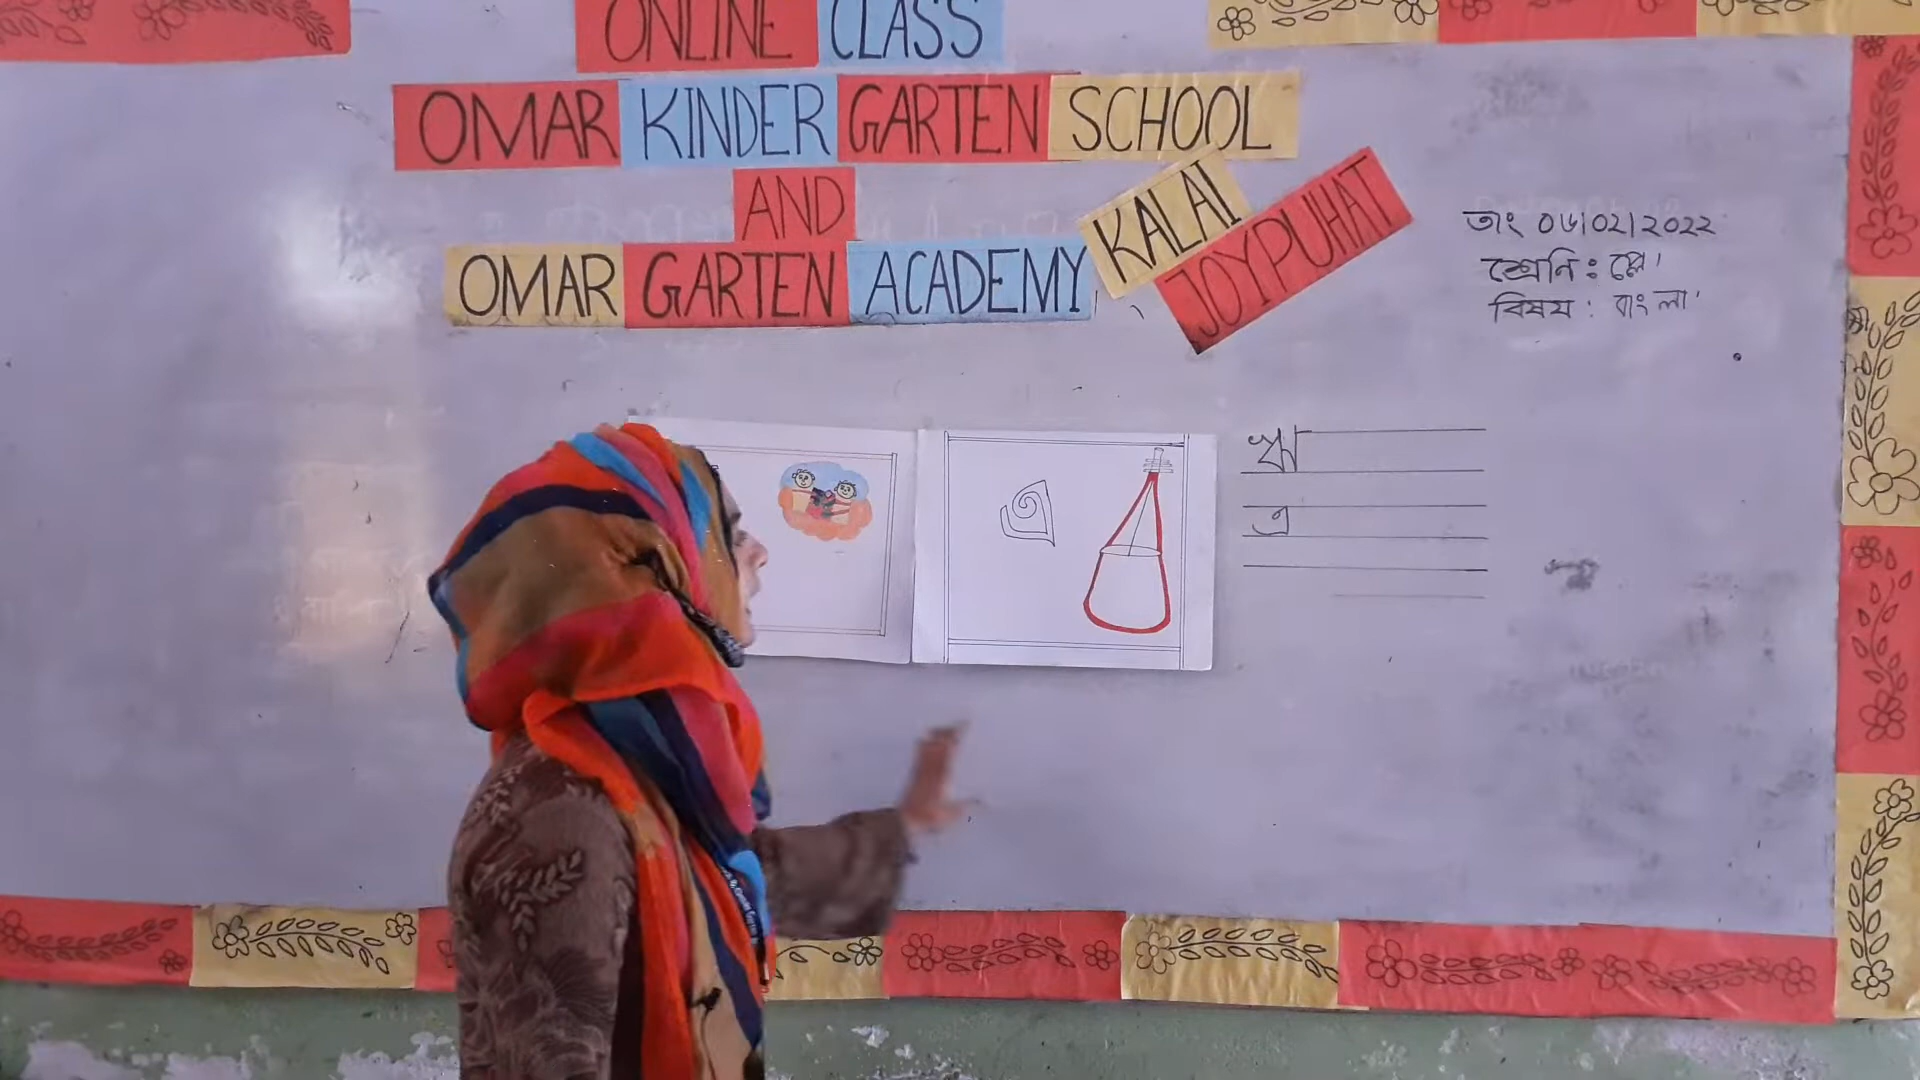 ONLINE CLASS
OMAR KINDER GARTEN SCHOOL
AND
OMAR GARTEN ACADEMY
KALAI
JOYPUHAT
তাং ০৬/০২/২০২২
শ্রেনি : প্লে
বিষয় : বাংলা
ঋ
এ
এ